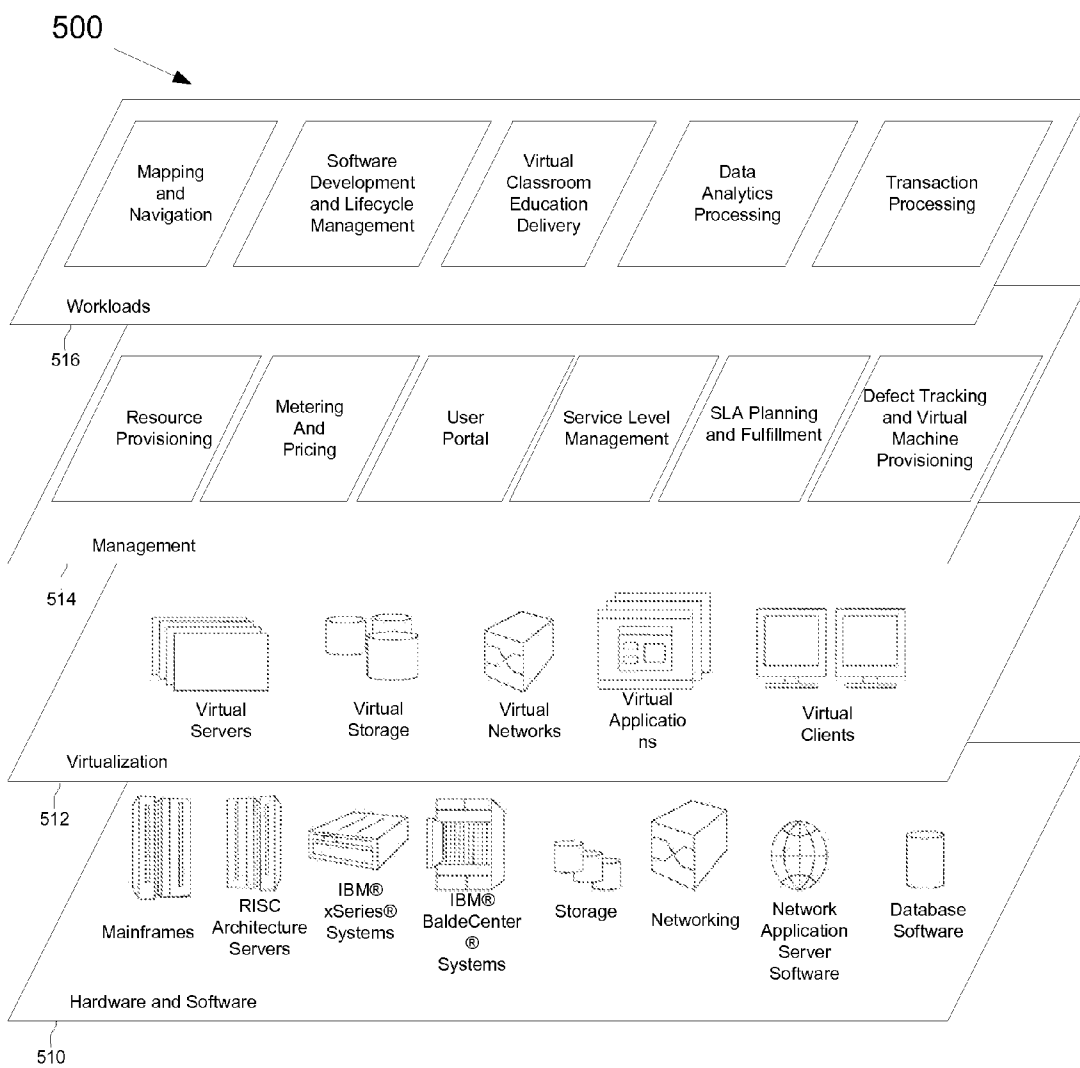 500
Mapping
and
Navigation
Software
Development
and Lifecycle
Management
Virtual
Classroom
Education
Delivery
Data
Analytics
Processing
Transaction
Processing
Workloads
516
Resource
Provisioning
Metering
And
Pricing
User
Portal
Service Level
Management
SLA Planning
and Fulfillment
Defect Tracking
and Virtual
Machine
Provisioning
Management
514
Virtual
Servers
Virtual
Storage
Virtual
Networks
Virtual
Applicatio
ns
Virtual
Clients
Virtualization
512
Mainframes
RISC
Architecture
Servers
IBM®
xSeries®
Systems
IBM®
BaldeCenter
®
Systems
Storage
Networking
Network
Application
Server
Software
Database
Software
Hardware and Software
510